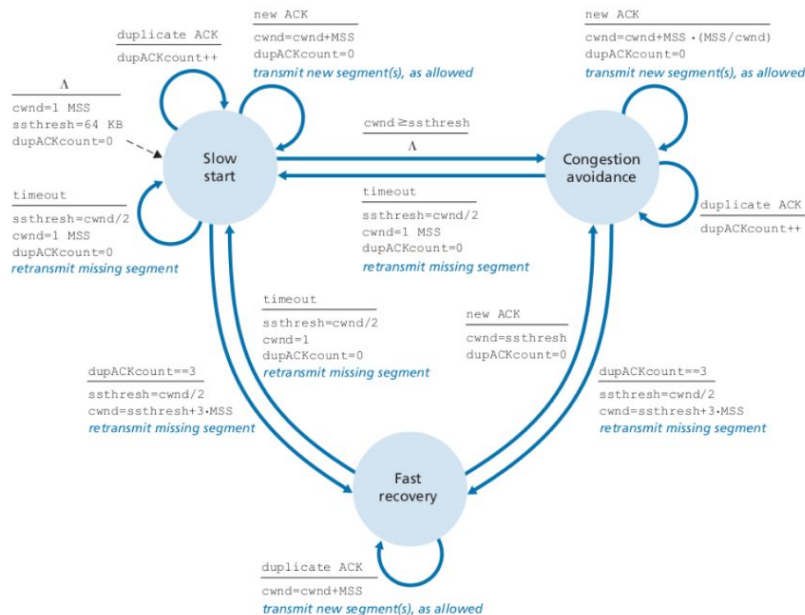 new ACK
cwnd=cwnd+MSS
dupACKcount=0
transmit new segment(s), as allowed
new ACK
cwnd=cwnd+MSS ·(MSS/cwnd)
dupACKcount=0
transmit new segment(s), as allowed
duplicate ACK
dupACKcount++
Λ
cwnd=1 MSS
ssthresh=64 KB
dupACKcount=0
Slow
start
cwnd≥ssthresh
Λ
Congestion
avoidance
timeout
ssthresh=cwnd/2
cwnd=1 MSS
dupACKcount=0
retransmit missing segment
timeout
ssthresh=cwnd/2
cwnd=1 MSS
dupACKcount=0
retransmit missing segment
duplicate ACK
dupACKcount++
timeout
ssthresh=cwnd/2
cwnd=1
dupACKcount=0
retransmit missing segment
new ACK
cwnd=ssthresh
dupACKcount=0
dupACKcount==3
ssthresh=cwnd/2
cwnd=ssthresh+3·MSS
retransmit missing segment
dupACKcount==3
ssthresh=cwnd/2
cwnd=ssthresh+3·MSS
retransmit missing segment
Fast
recovery
duplicate ACK
cwnd=cwnd+MSS
transmit new segment(s), as allowed